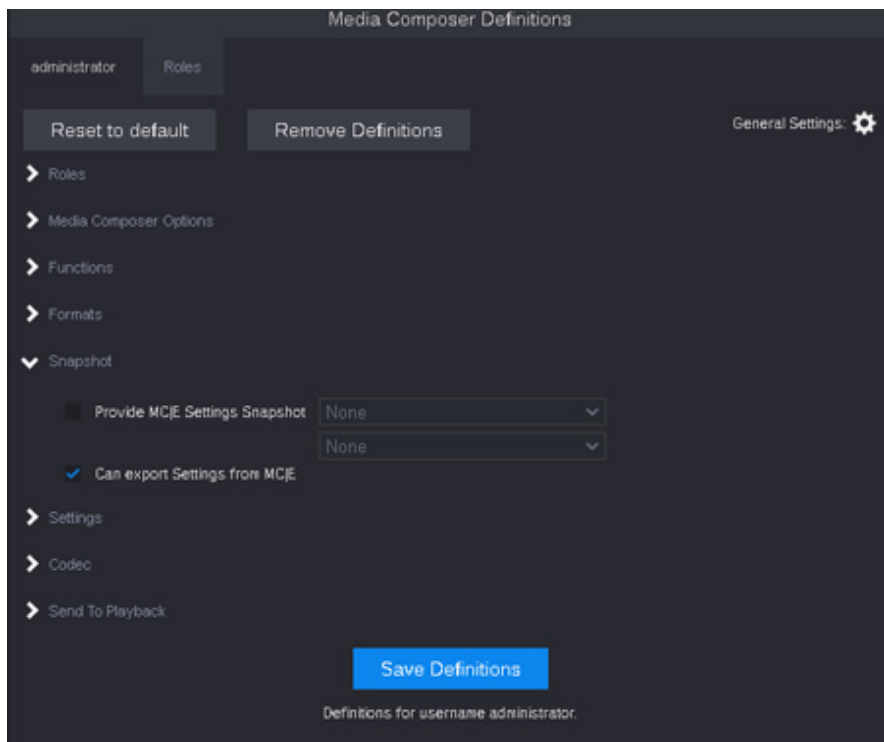 Media Composer Definitions
administrator Roles
Reset to default Remove Definitions General Settings:
Roles
Media Composer Options
Functions
Formats
Snapshot
Provide MC|E Settings Snapshot None
None
Can export Settings from MC|E
Settings
Codec
Send To Playback
Save Definitions
Definitions for username administrator.